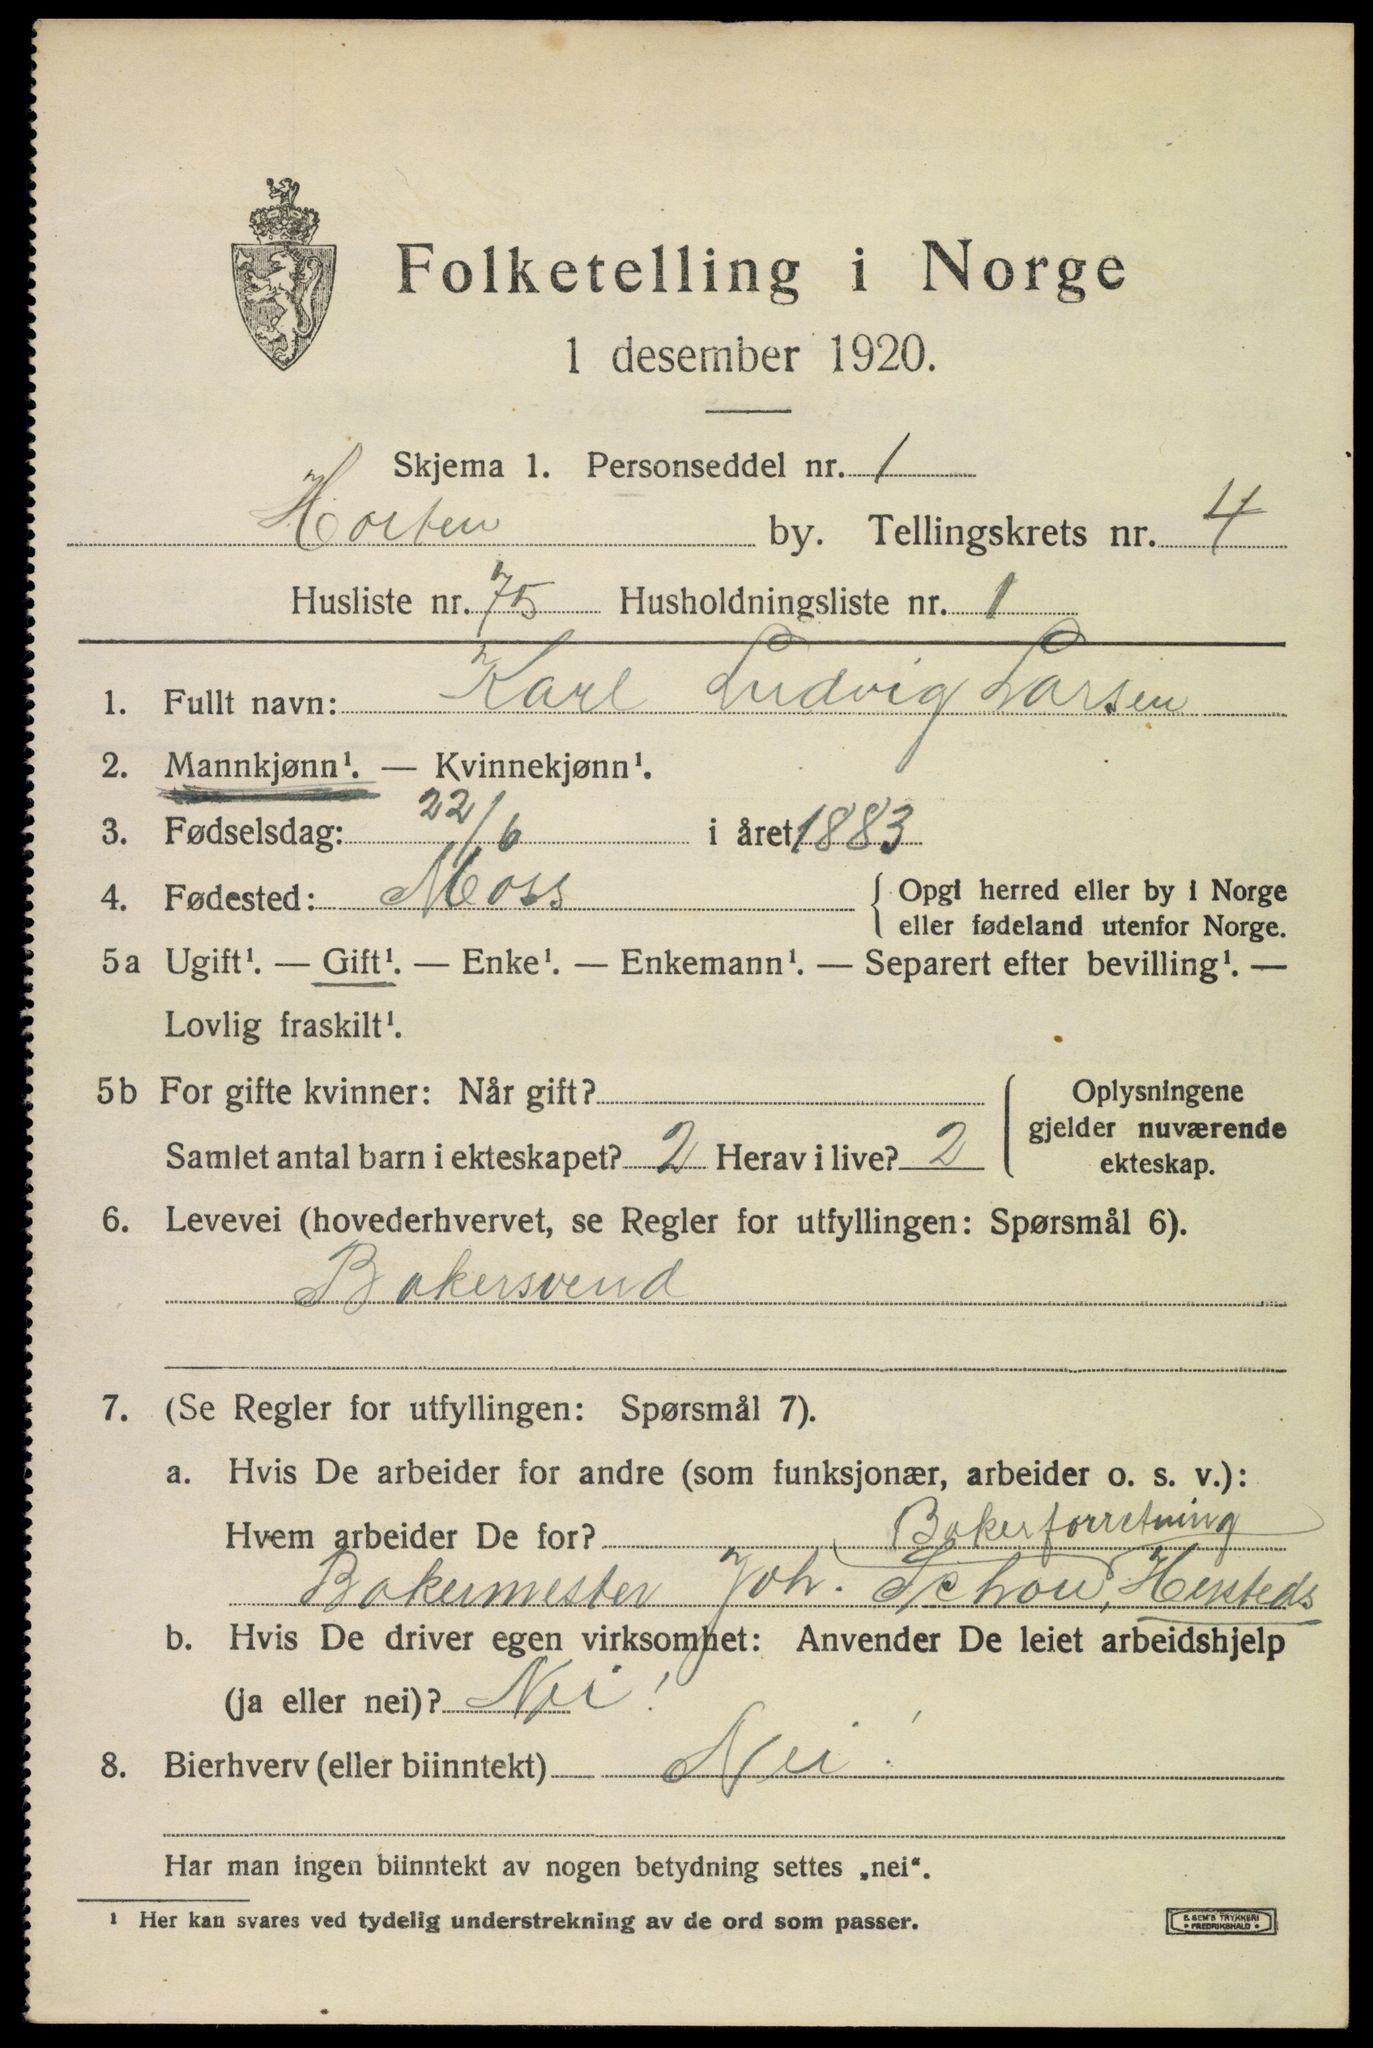 Folketelling i Norge
1 desember 1920.
Skjema 1. Personseddel nr. 1
Horten by. Tellingskrets nr. 4
Husliste nr. 75 Husholdningsliste nr. 1
1. Fullt navn: Karl Ludvig Larsen
2. Mannkjønn¹. — Kvinnekjønn¹.
3. Fødselsdag: 22/6 i året 1883
4. Fødested: Moss { Opgi herred eller by i Norge
eller fødeland utenfor Norge.
5a Ugift¹. — Gift¹. — Enke¹. — Enkemann¹. — Separert efter bevilling¹. —
Lovlig fraskilt¹.
5b For gifte kvinner: Når gift?
Samlet antal barn i ekteskapet? 2 Herav i live? 2
Oplysningene
gjelder nuværende
ekteskap.
6. Levevei (hovederhvervet, se Regler for utfyllingen: Spørsmål 6).
Bakersvend
7. (Se Regler for utfyllingen: Spørsmål 7).
a. Hvis De arbeider for andre (som funksjonær, arbeider o. s. v.):
Hvem arbeider De for? Bakerforretning
Bakermester Joh. Schou,
b. Hvis De driver egen virksomhet: Anvender De leiet arbeidshjelp
(ja eller nei)? Nei!
8. Bierhverv (eller biinntekt) Nei!
Har man ingen biinntekt av nogen betydning settes „nei“.
¹ Her kan svares ved tydelig understrekning av de ord som passer.
E SEM'S TRYKKERI
• FREDRIKSHALD •